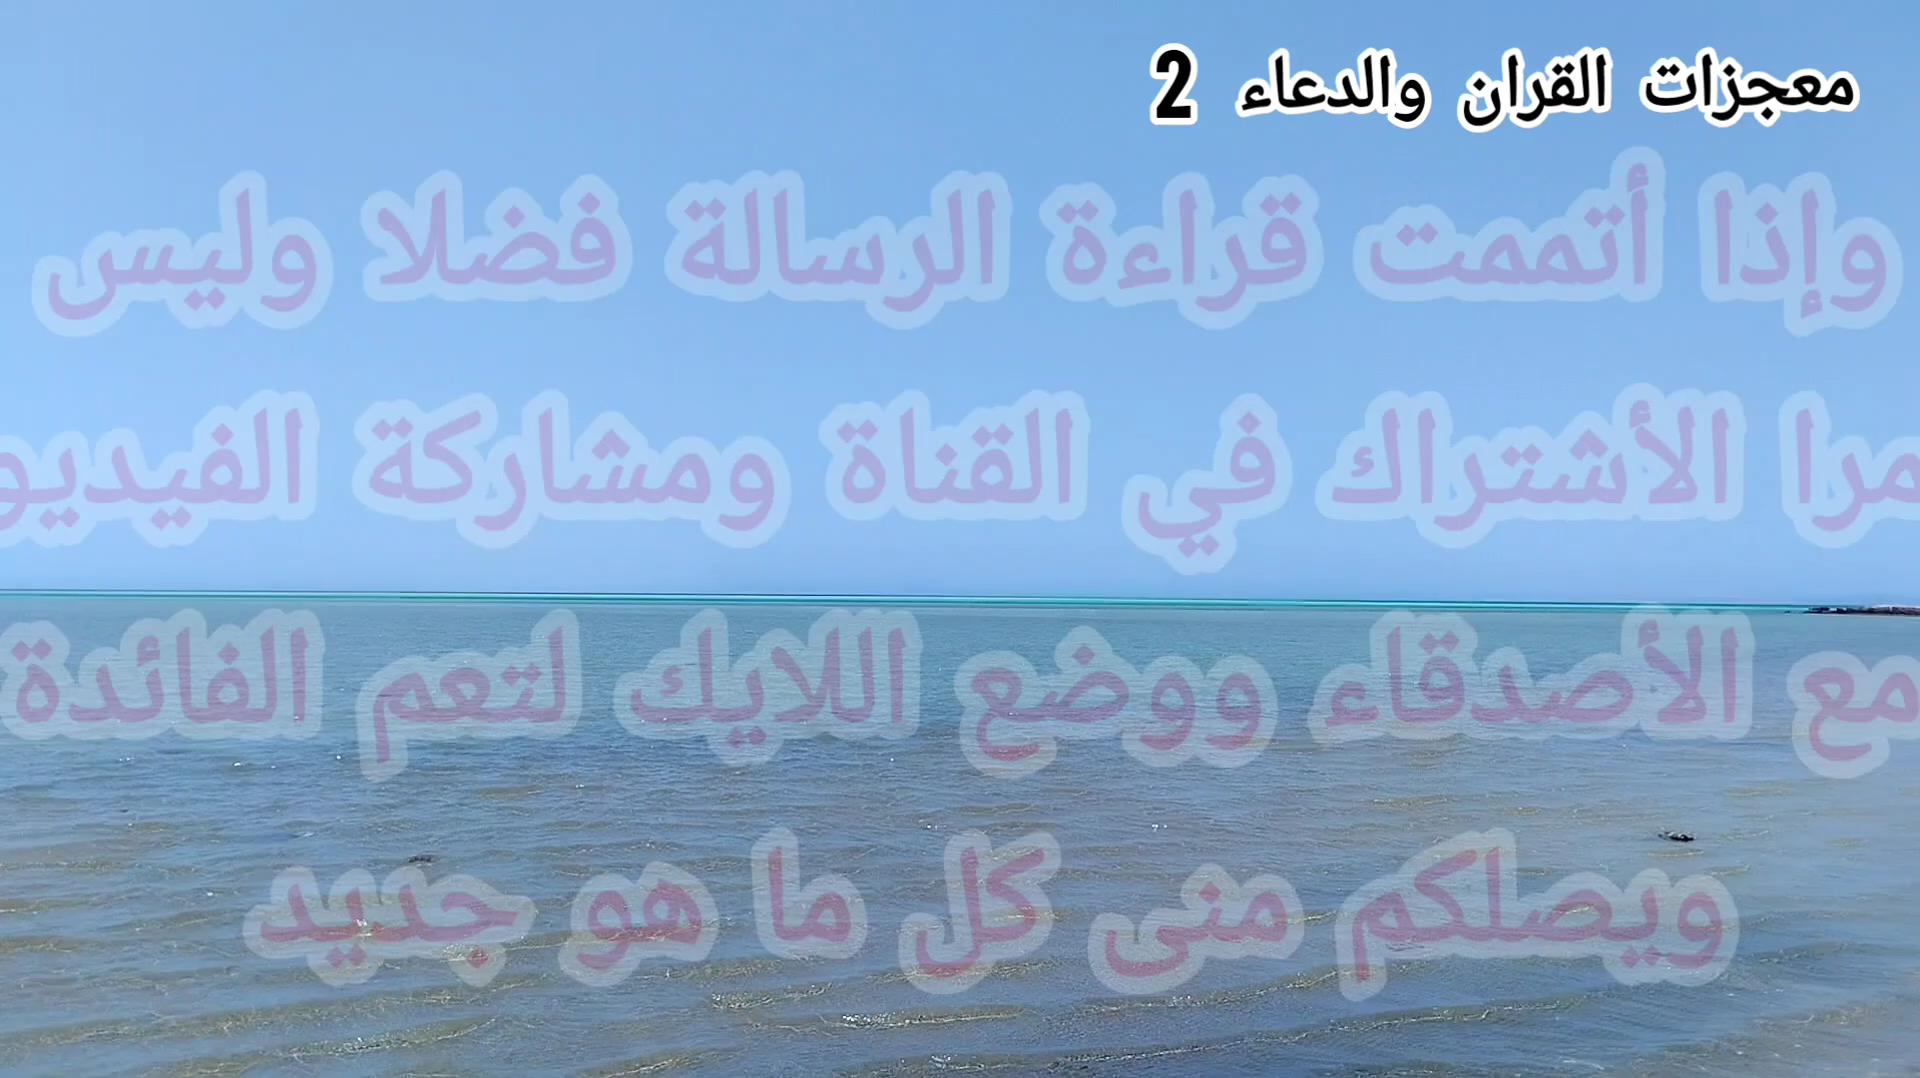 معجزات القران والدعاء 2
وإذا أتممت قراءة الرسالة فضلا وليس
مرا الأشتراك في القناة ومشاركة الفيديو
مع الأصدقاء ووضع اللايك لتعم الفائدة
ويصلكم منى كل ما هو جديد